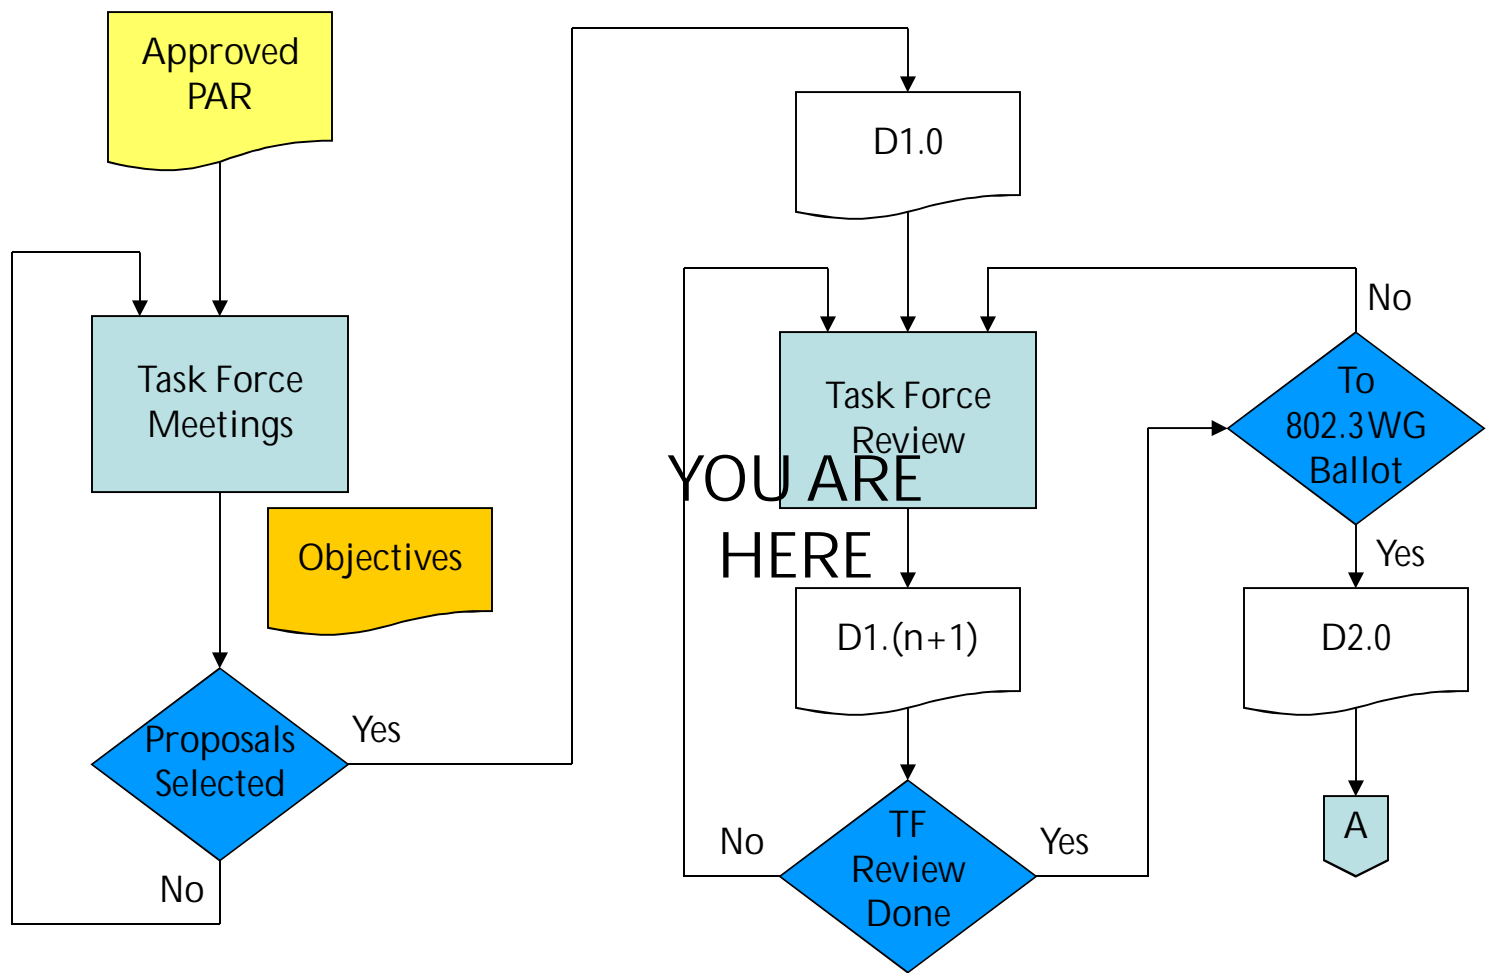 Approved
PAR
Task Force
Meetings
Objectives
Proposals
Selected
Yes
No
D1.0
Task Force
Review
YOU ARE
HERE
D1.(n+1)
TF
Review
Done
No
Yes
To
802.3WG
Ballot
No
Yes
D2.0
A